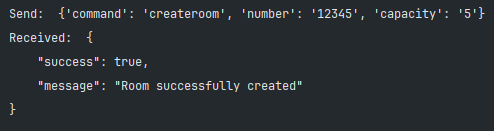 Send:  {'command': 'createroom', 'number': '12345', 'capacity': '5'}
Received:  {
    "success": true,
    "message": "Room successfully created"
}